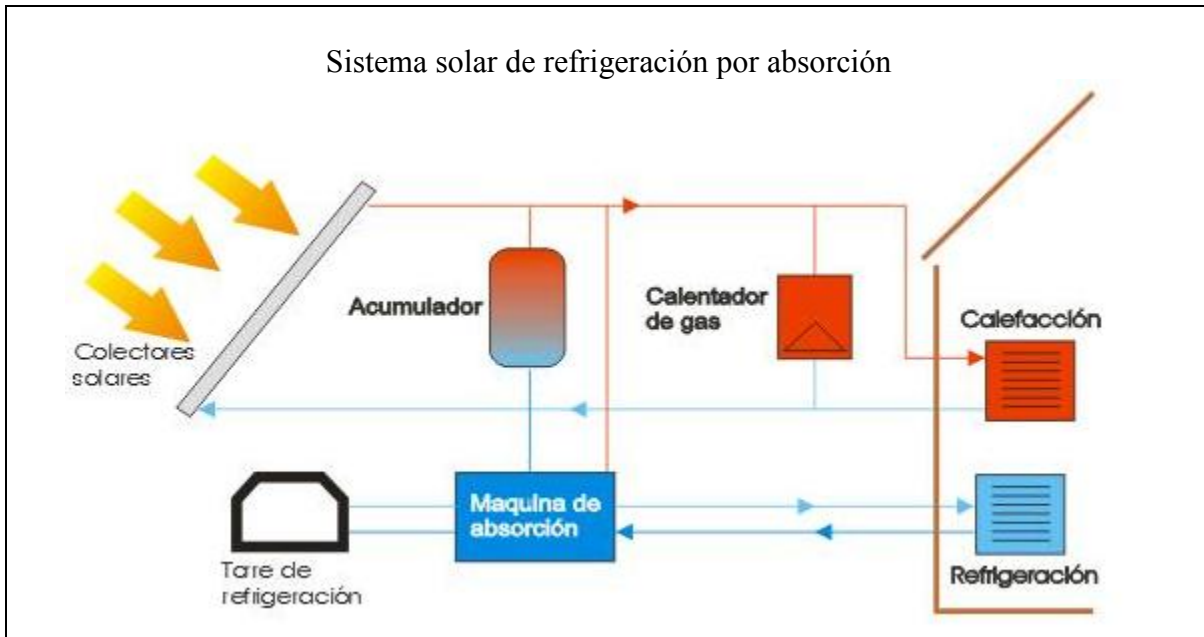 Sistema solar de refrigeración por absorción
Acumulador
Calentador
de gas
Calefacción
Colectores
solares
Maquina de
absorción
Torre de
refrigeración
Refrigeración